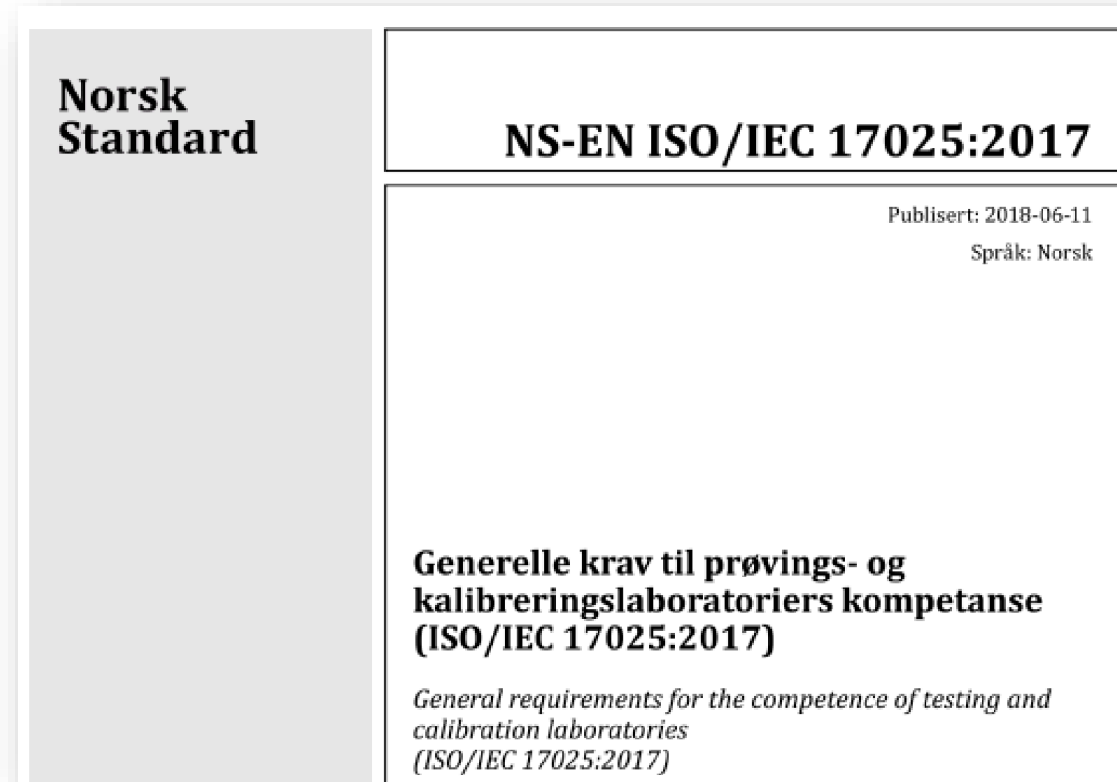 Norsk
Standard
NS-EN ISO/IEC 17025:2017
Publisert: 2018-06-11
Språk: Norsk
Generelle krav til prøvings- og
kalibreringslaboratoriers kompetanse
(ISO/IEC 17025:2017)
General requirements for the competence of testing and
calibration laboratories
(ISO/IEC 17025:2017)